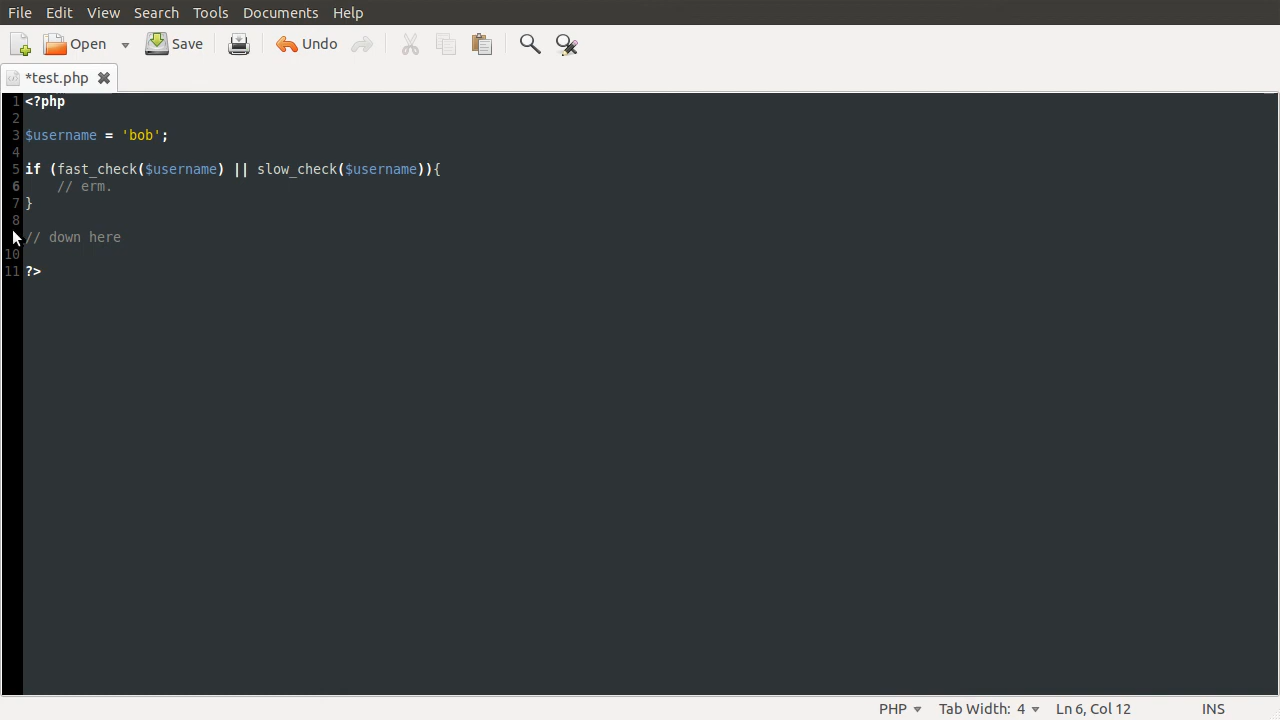 File Edit View Search Tools Documents Help
Open Save Undo
*test.php
1 <?php
2
3 $username = 'bob';
4
5 if (fast_check($username) || slow_check($username)){
6     // erm.
7 }
8
// down here
10
11 ?>
PHP Tab Width: 4 Ln 6, Col 12 INS